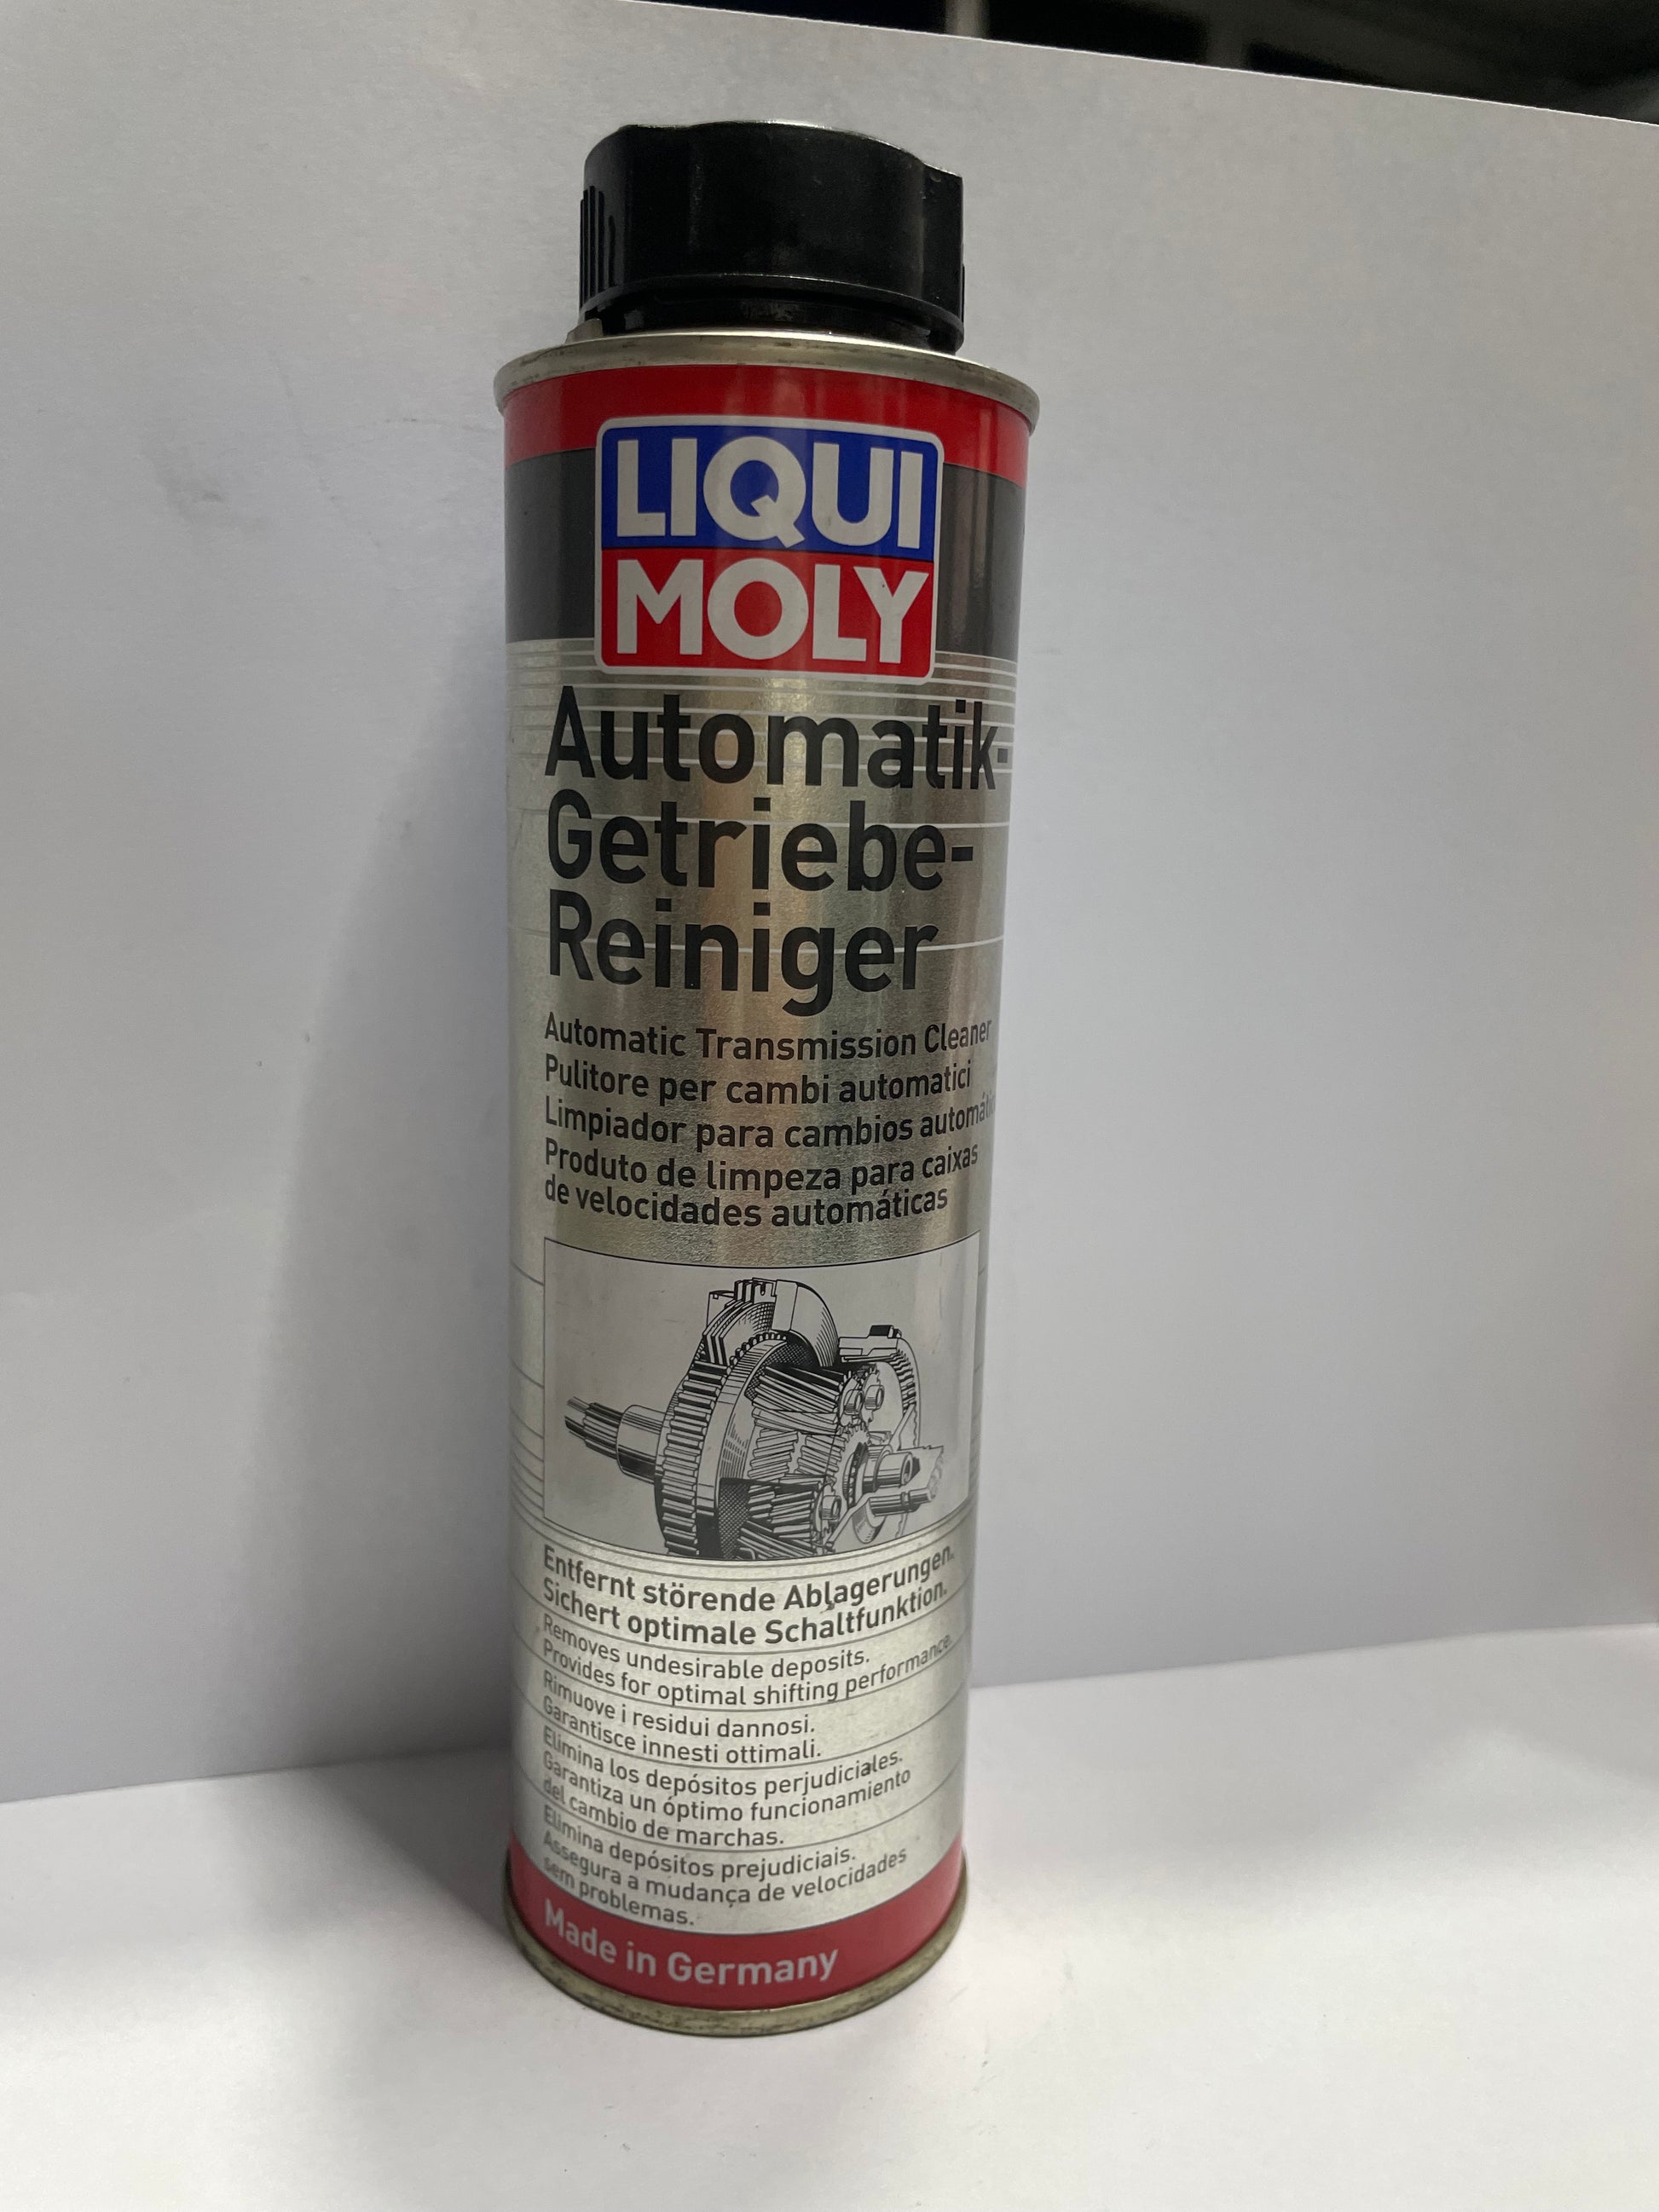 LIQUI
MOLY
Automatik-
Getriebe-
Reiniger
Automatic Transmission Cleaner
Pulitore per cambi automatici
Limpiador para cambios
Produto de limpeza para caixas
de velocidades automáticas
Entfernt störende Ablagerungen.
Sichert optimale Schaltfunktion.
Removes undesirable deposits.
Provides for optimal shifting performance.
Rimuove i residui dannosi.
Garantisce innesti ottimali.
Elimina los depósitos perjudiciales.
Garantiza un óptimo funcionamiento
del cambio de marchas.
Elimina depósitos prejudiciais.
Assegura a mudança de velocidades
sem problemas.
Made in Germany